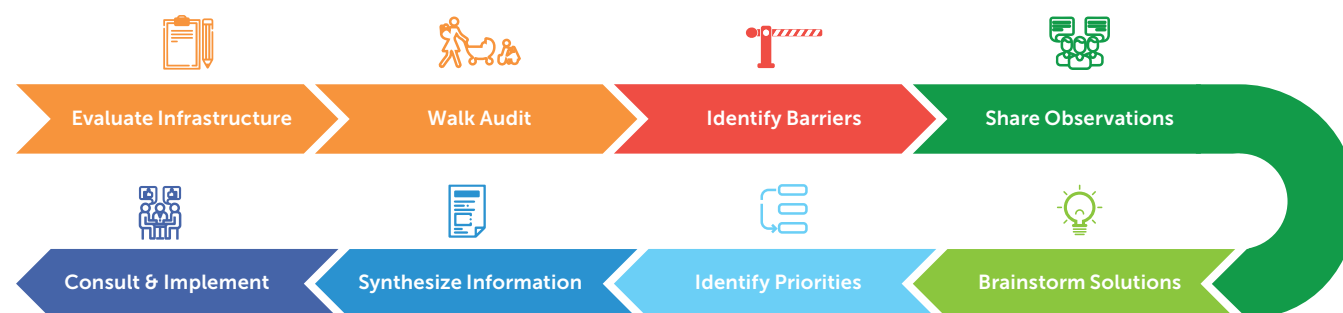 Evaluate Infrastructure
Walk Audit
Identify Barriers
Share Observations
Brainstorm Solutions
Identify Priorities
Synthesize Information
Consult & Implement